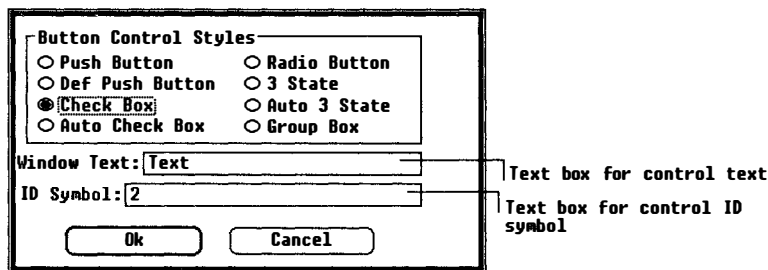 Button Control Styles
Push Button
Radio Button
Def Push Button
3 State
Check Box
Auto 3 State
Auto Check Box
Group Box
Window Text: Text
Text box for control text
ID Symbol: 2
Text box for control ID
symbol
Ok
Cancel